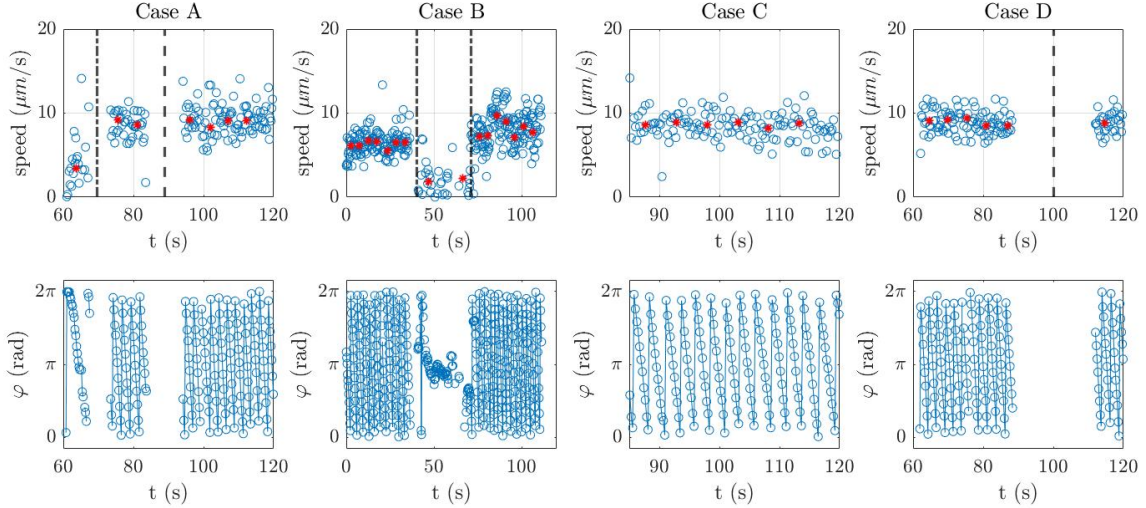 Case A
Case B
Case C
Case D
speed (μm/s)
20
10
0
60
80
100
120
t (s)
speed (μm/s)
20
10
0
0
50
100
t (s)
speed (μm/s)
20
10
0
90
100
110
120
t (s)
speed (μm/s)
20
10
0
60
80
100
120
t (s)
φ (rad)
2π
π
0
60
80
100
120
t (s)
φ (rad)
2π
π
0
0
50
100
t (s)
φ (rad)
2π
π
0
90
100
110
120
t (s)
φ (rad)
2π
π
0
60
80
100
120
t (s)